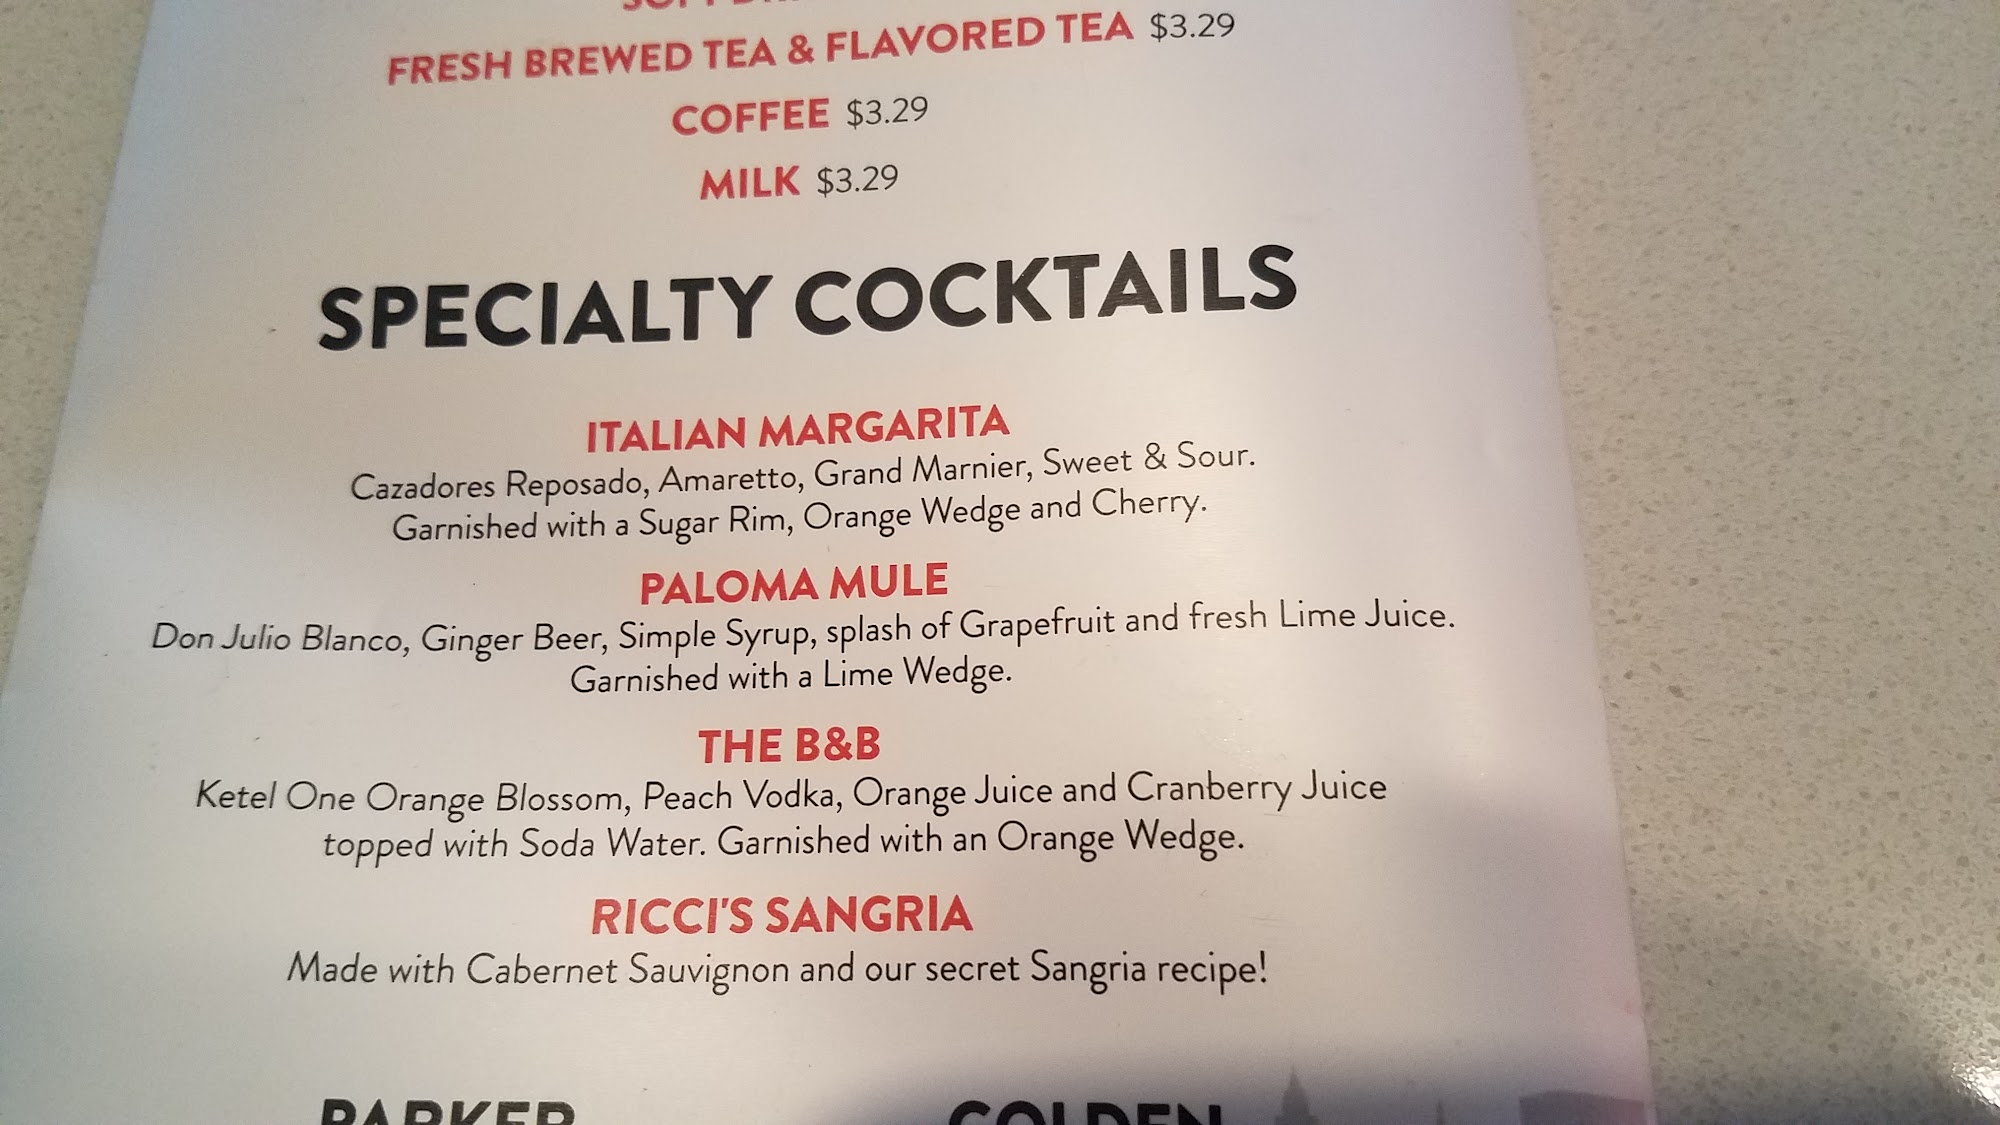 FRESH BREWED TEA & FLAVORED TEA $3.29
COFFEE $3.29
MILK $3.29
SPECIALTY COCKTAILS
ITALIAN MARGARITA
Cazadores Reposado, Amaretto, Grand Marnier, Sweet & Sour.
Garnished with a Sugar Rim, Orange Wedge and Cherry.
PALOMA MULE
Don Julio Blanco, Ginger Beer, Simple Syrup, splash of Grapefruit and fresh Lime Juice.
Garnished with a Lime Wedge.
THE B&B
Ketel One Orange Blossom, Peach Vodka, Orange Juice and Cranberry Juice
topped with Soda Water. Garnished with an Orange Wedge.
RICCI'S SANGRIA
Made with Cabernet Sauvignon and our secret Sangria recipe!
PARKER GOLDEN